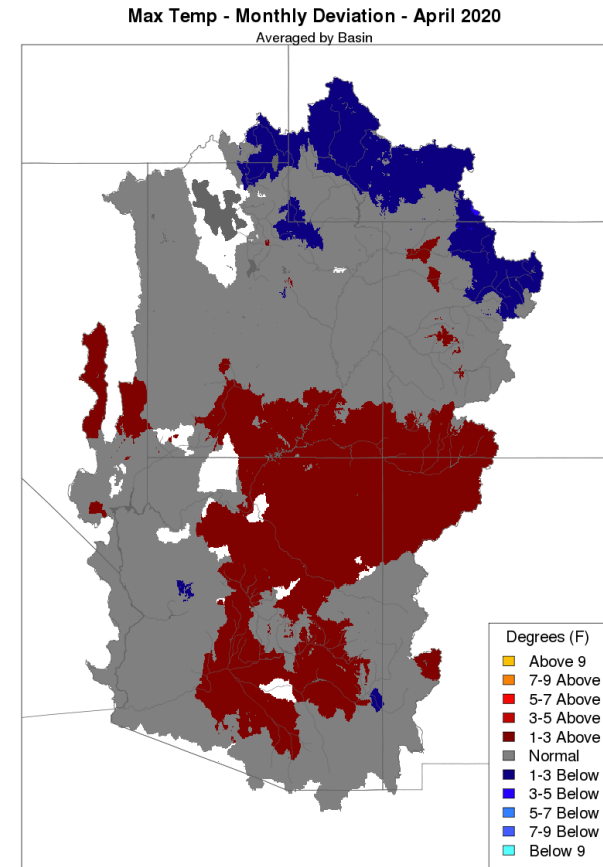 Max Temp - Monthly Deviation - April 2020
Averaged by Basin
Degrees (F)
Above 9
7-9 Above
5-7 Above
3-5 Above
1-3 Above
Normal
1-3 Below
3-5 Below
5-7 Below
7-9 Below
Below 9